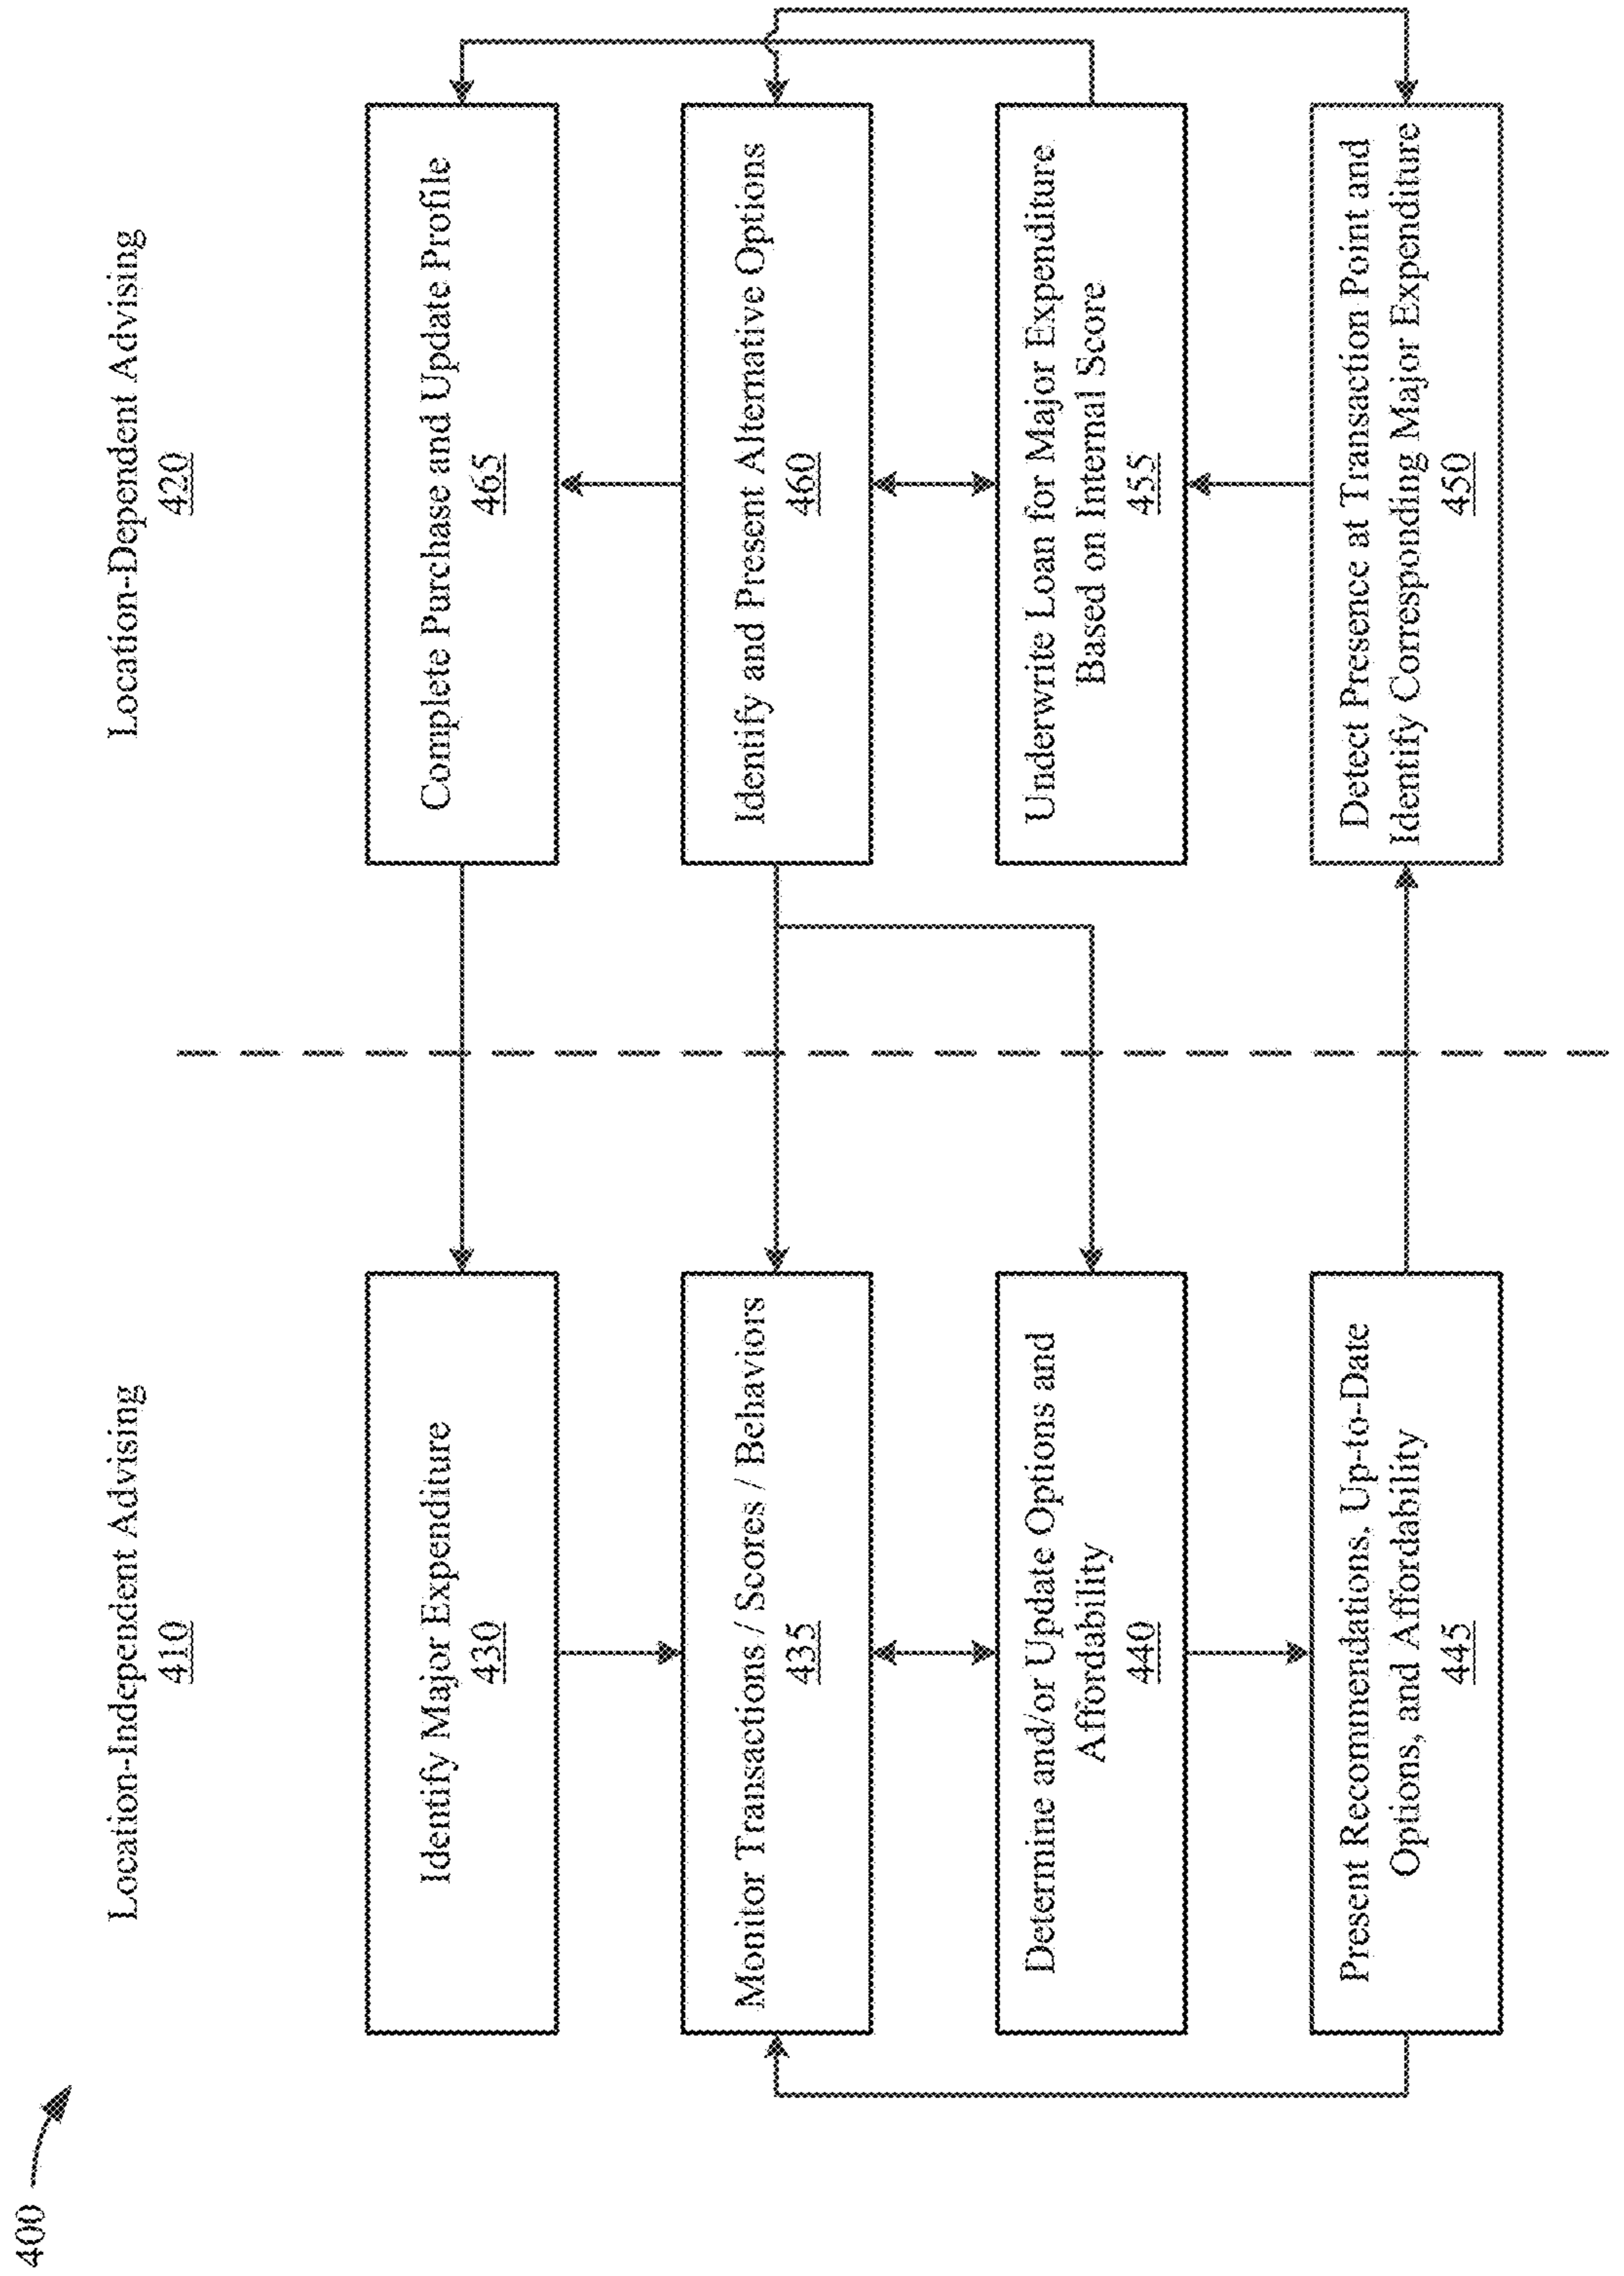 400
Location-Independent Advising
410
Location-Dependent Advising
420
Identify Major Expenditure
430
Monitor Transactions / Scores / Behaviors
435
Determine and/or Update Options and
Affordability
440
Present Recommendations, Up-to-Date
Options, and Affordability
445
Complete Purchase and Update Profile
465
Identify and Present Alternative Options
460
Underwrite Loan for Major Expenditure
Based on Internal Score
455
Detect Presence at Transaction Point and
Identify Corresponding Major Expenditure
450